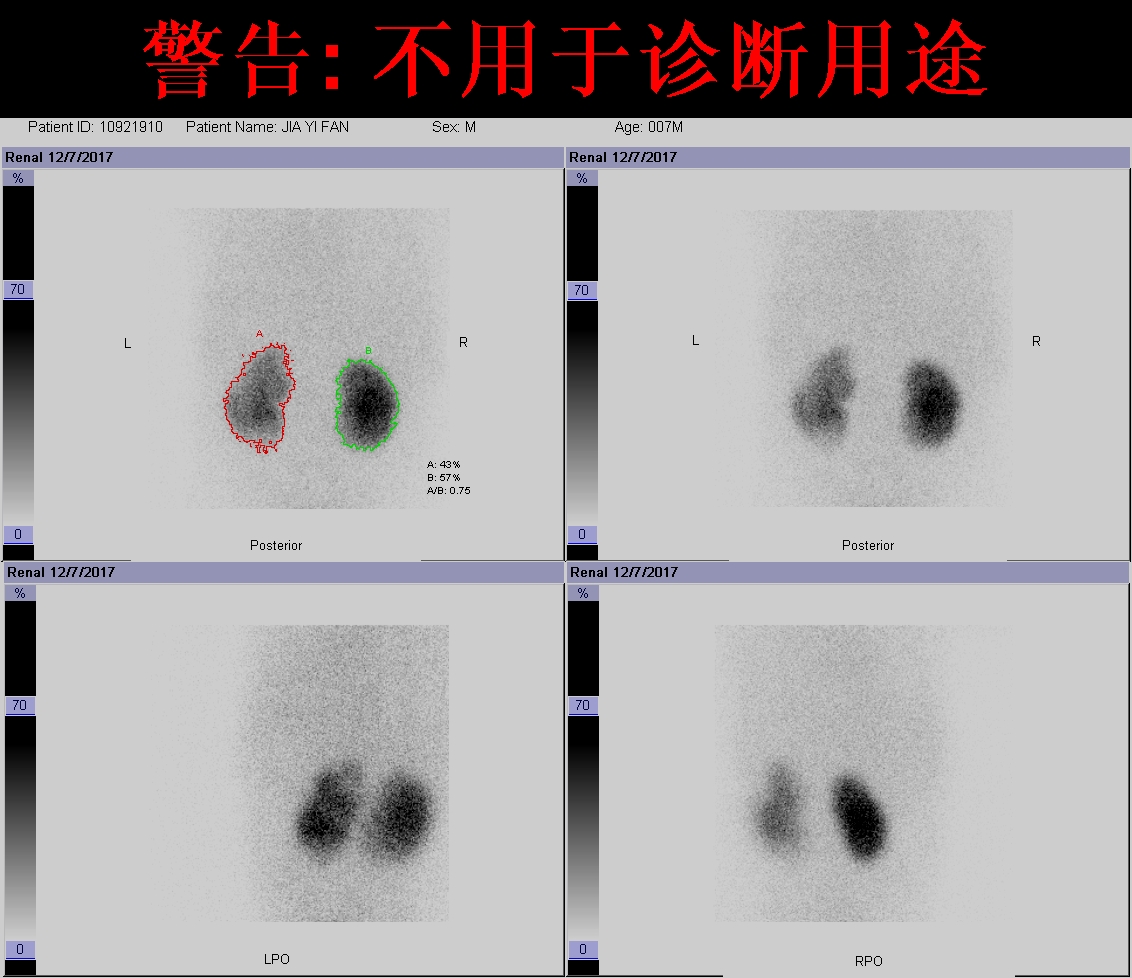 警告: 不用于诊断用途
Patient ID: 10921910 Patient Name: JIA YI FAN Sex: M Age: 007M
Renal 12/7/2017
%
70
0
L
R
A
B
A: 43%
B: 57%
A/B: 0.75
Posterior
Renal 12/7/2017
%
70
0
L
R
Posterior
Renal 12/7/2017
%
70
0
LPO
Renal 12/7/2017
%
70
0
RPO